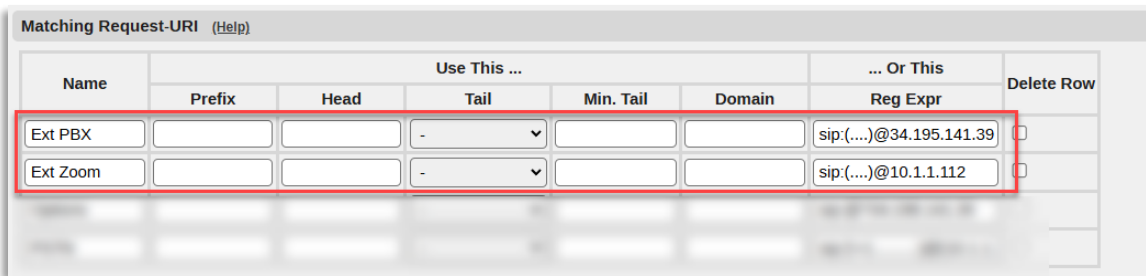 Matching Request-URI (Help)
Name Use This ... ... Or This Delete Row
Prefix Head Tail Min. Tail Domain Reg Expr
Ext PBX - sip:(....)@34.195.141.39
Ext Zoom - sip:(....)@10.1.1.112